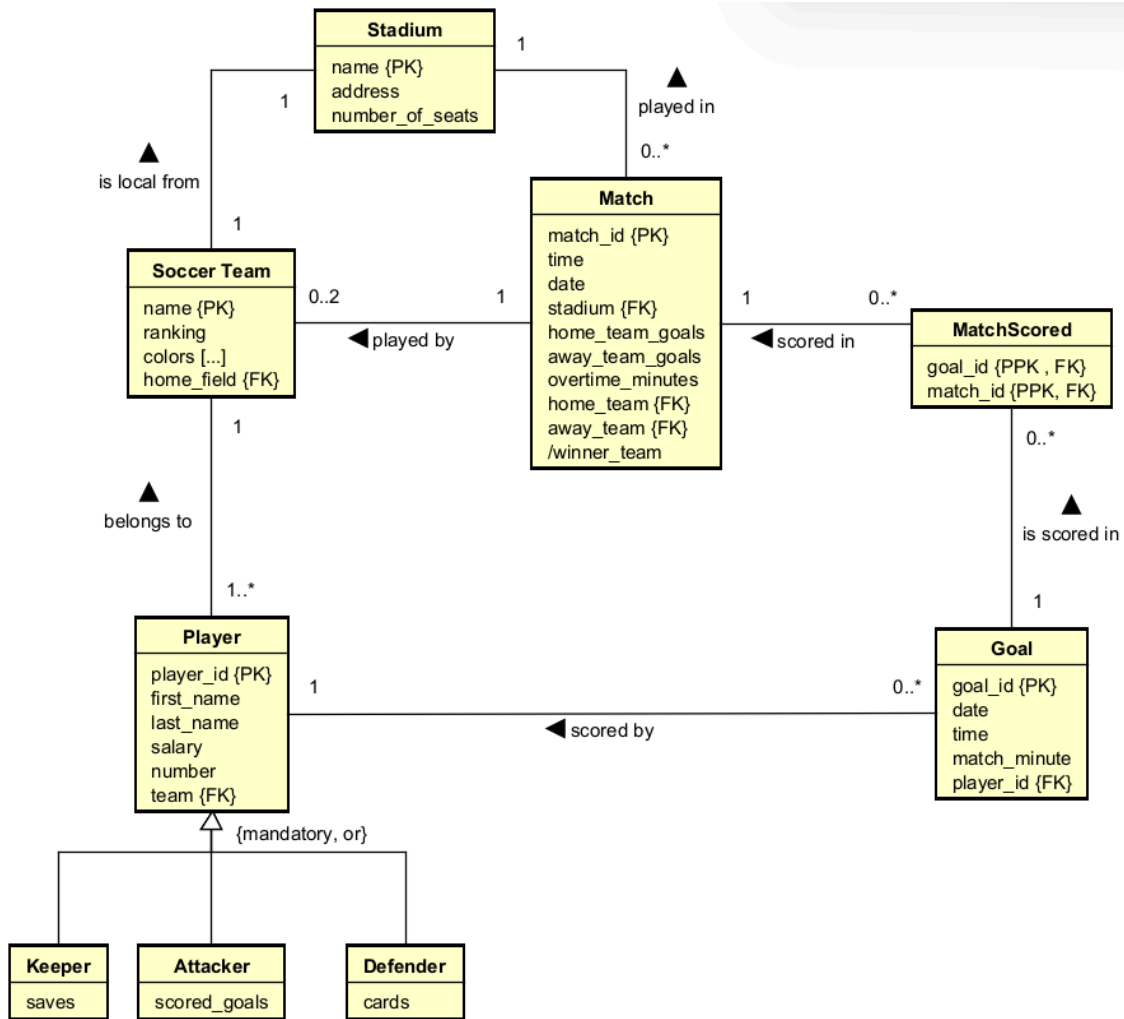 Stadium
name {PK}
address
number_of_seats
1
1
played in
0..*
is local from
1
Match
match_id {PK}
time
date
stadium {FK}
home_team_goals
away_team_goals
overtime_minutes
home_team {FK}
away_team {FK}
/winner_team
Soccer Team
name {PK}
ranking
colors [...]
home_field {FK}
0..2
1
played by
1
0..*
scored in
MatchScored
goal_id {PPK , FK}
match_id {PPK, FK}
1
belongs to
1..*
0..*
is scored in
1
Player
player_id {PK}
first_name
last_name
salary
number
team {FK}
1
0..*
scored by
Goal
goal_id {PK}
date
time
match_minute
player_id {FK}
{mandatory, or}
Keeper
saves
Attacker
scored_goals
Defender
cards